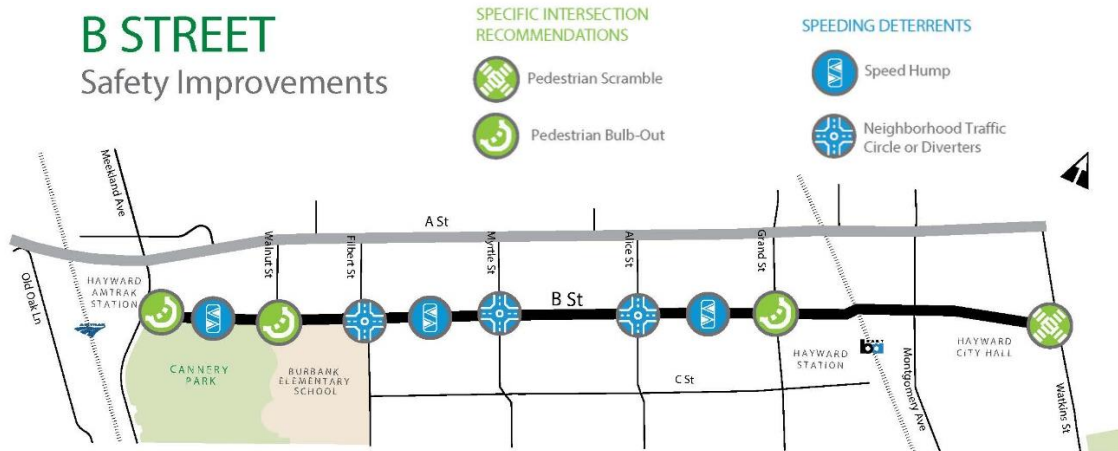 B STREET
Safety Improvements
SPECIFIC INTERSECTION
RECOMMENDATIONS
Pedestrian Scramble
Pedestrian Bulb-Out
SPEEDING DETERRENTS
Speed Hump
Neighborhood Traffic
Circle or Diverters
Meekland Ave
A St
Walnut St
Filbert St
Myrtle St
Alice St
Grand St
Old Oak Ln
HAYWARD
AMTRAK
STATION
B St
CANNERY
PARK
BURBANK
ELEMENTARY
SCHOOL
C St
HAYWARD
STATION
ba
Montgomery Ave
HAYWARD
CITY HALL
Watkins St